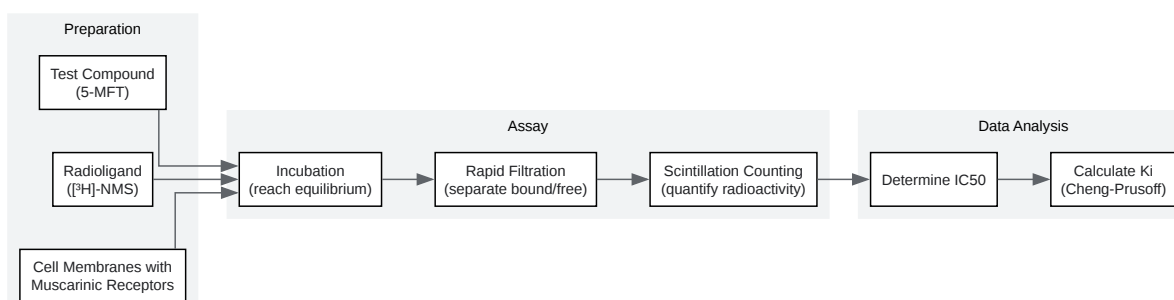 Preparation
Test Compound
(5-MFT)
Radioligand
([³H]-NMS)
Cell Membranes with
Muscarinic Receptors
Assay
Incubation
(reach equilibrium)
Rapid Filtration
(separate bound/free)
Scintillation Counting
(quantify radioactivity)
Data Analysis
Determine IC50
Calculate Ki
(Cheng-Prusoff)